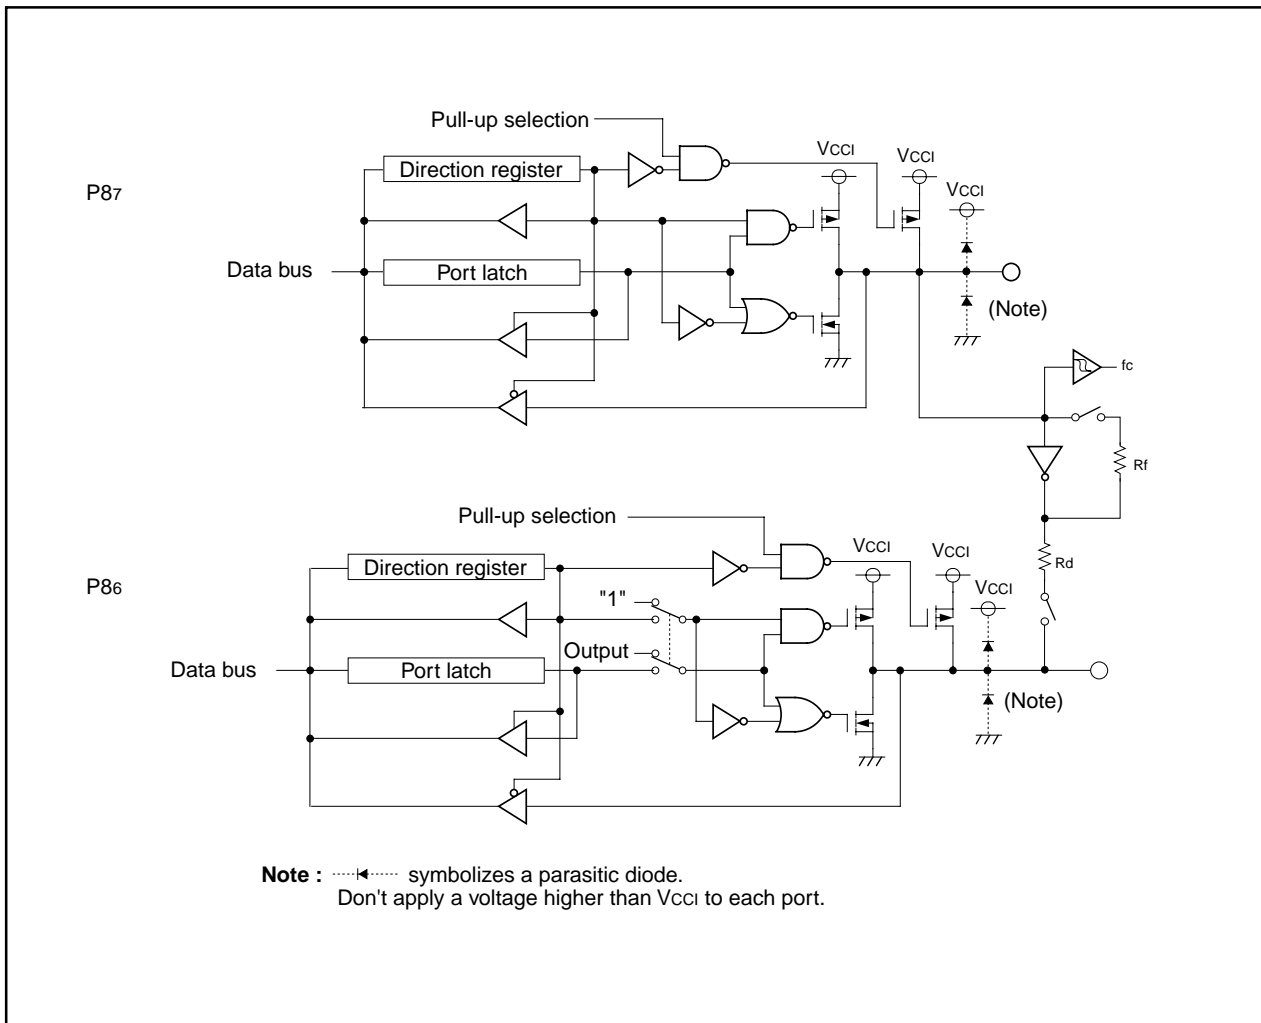 Pull-up selection
VCCI
VCCI
Direction register
VCCI
P87
Data bus
Port latch
(Note)
fc
Rf
Pull-up selection
VCCI
VCCI
Direction register
Rd
VCCI
P86
"1"
Output
Data bus
Port latch
(Note)
Note : symbolizes a parasitic diode.
Don't apply a voltage higher than VCCI to each port.